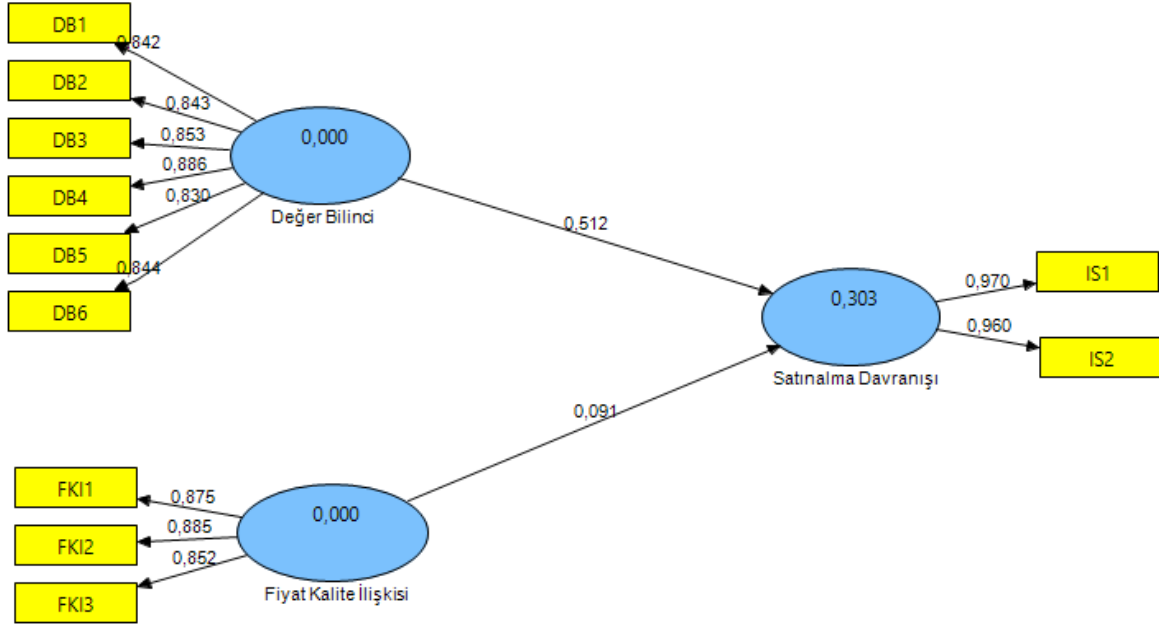 DB1
0,842
DB2
0,843
DB3
0,853
DB4
0,886
DB5
0,830
DB6
0,844
0,000
Değer Bilinci
0,512
0,303
Satınalma Davranışı
0,970
IS1
0,960
IS2
0,091
FKI1
0,875
FKI2
0,885
FKI3
0,852
0,000
Fiyat Kalite İlişkisi